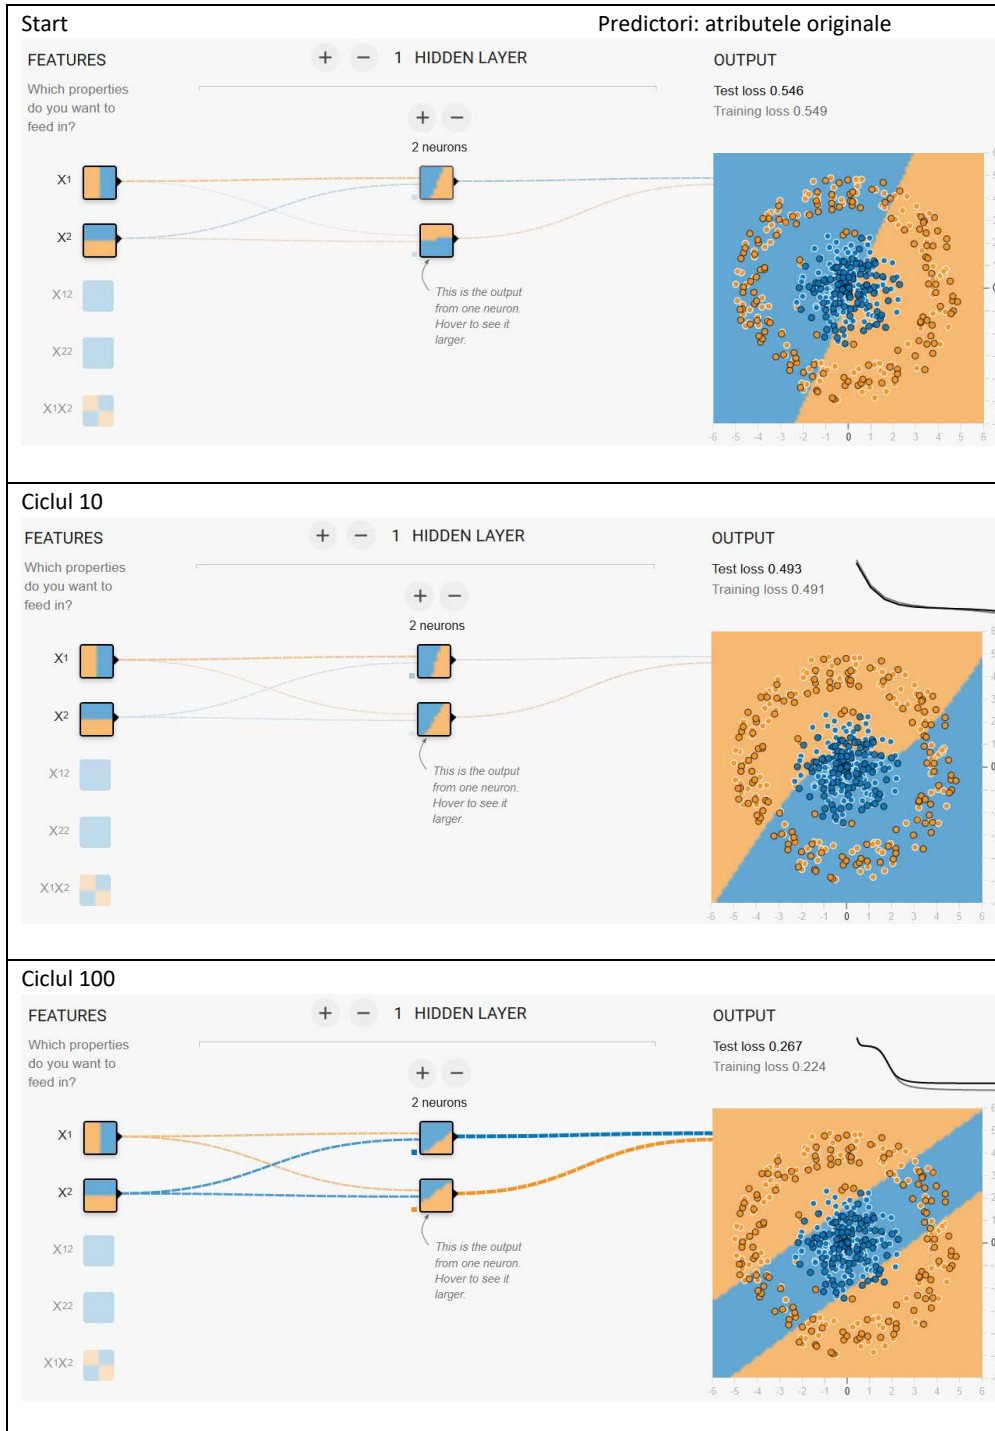 Start Predictori: atributele originale
FEATURES + − 1 HIDDEN LAYER OUTPUT
Which properties
do you want to
feed in?
Test loss 0.546
Training loss 0.549
+ −
2 neurons
X1
X2
X12
X22
X1X2
This is the output
from one neuron.
Hover to see it
larger.
-6 -5 -4 -3 -2 -1 0 1 2 3 4 5 6
Ciclul 10
FEATURES + − 1 HIDDEN LAYER OUTPUT
Which properties
do you want to
feed in?
Test loss 0.493
Training loss 0.491
+ −
2 neurons
X1
X2
X12
X22
X1X2
This is the output
from one neuron.
Hover to see it
larger.
-6 -5 -4 -3 -2 -1 0 1 2 3 4 5 6
Ciclul 100
FEATURES + − 1 HIDDEN LAYER OUTPUT
Which properties
do you want to
feed in?
Test loss 0.267
Training loss 0.224
+ −
2 neurons
X1
X2
X12
X22
X1X2
This is the output
from one neuron.
Hover to see it
larger.
-6 -5 -4 -3 -2 -1 0 1 2 3 4 5 6